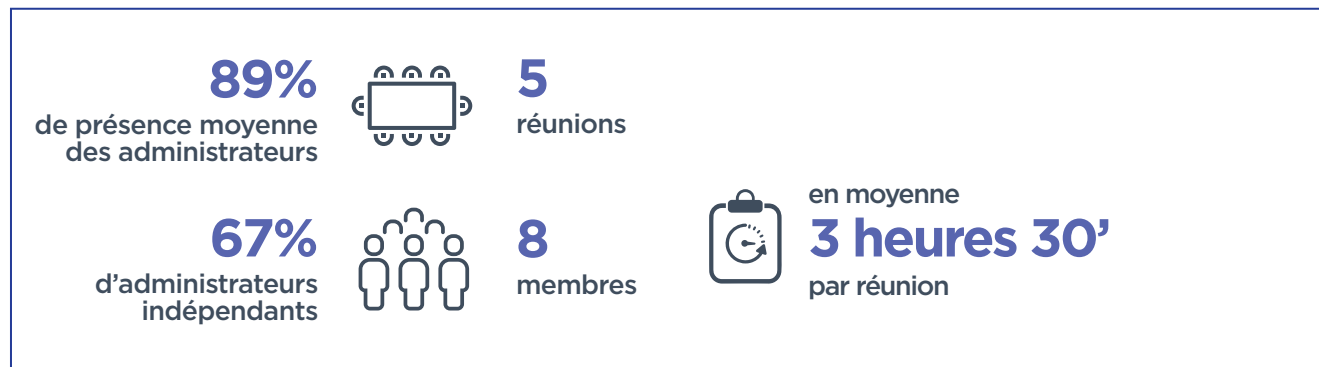 89%
de présence moyenne
des administrateurs
5
réunions
67%
d’administrateurs
indépendants
8
membres
en moyenne
3 heures 30’
par réunion